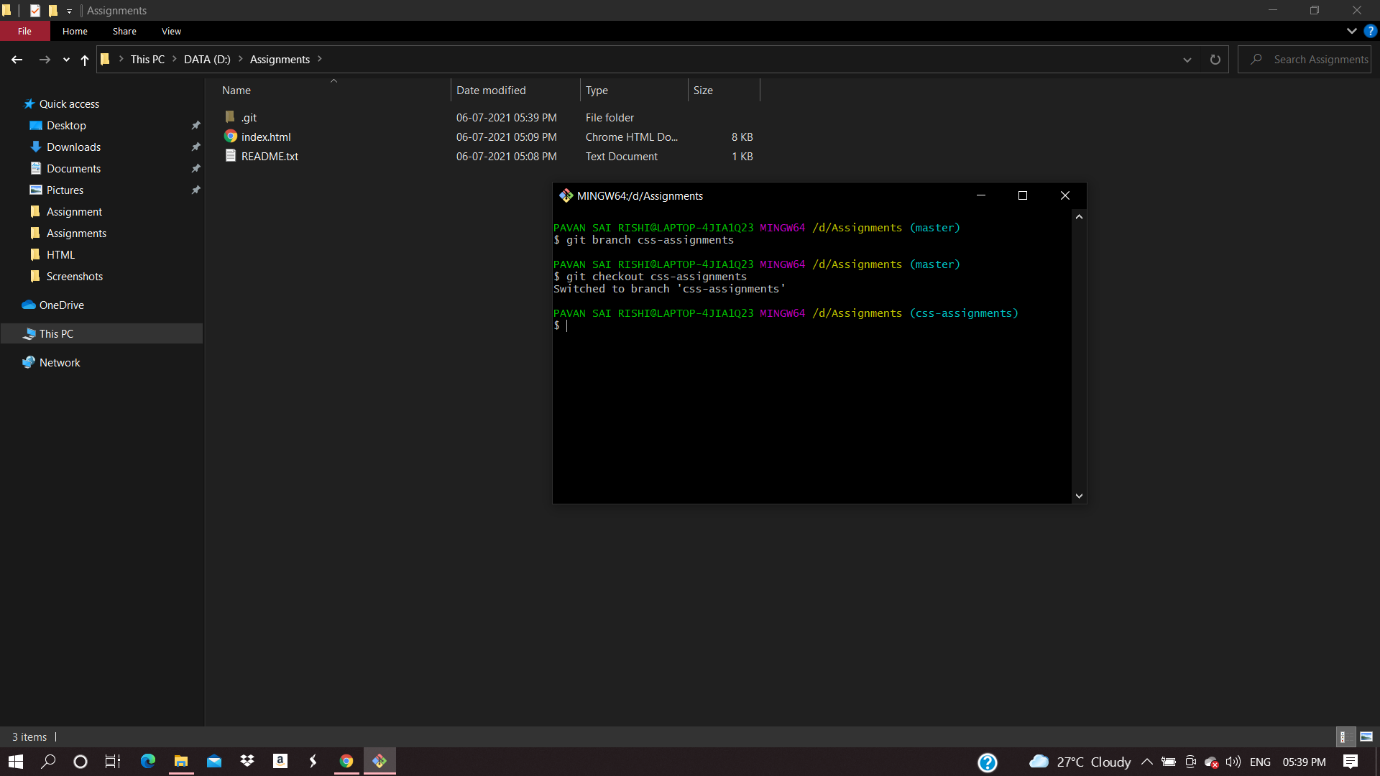 Assignments
File Home Share View
This PC DATA (D:) Assignments
Search Assignments
Name Date modified Type Size
.git 06-07-2021 05:39 PM File folder
index.html 06-07-2021 05:09 PM Chrome HTML Do... 8 KB
README.txt 06-07-2021 05:08 PM Text Document 1 KB
Quick access
Desktop
Downloads
Documents
Pictures
Assignment
Assignments
HTML
Screenshots
OneDrive
This PC
Network
MINGW64:/d/Assignments
PAVAN SAI RISHI@LAPTOP-4JIA1Q23 MINGW64 /d/Assignments (master)
$ git branch css-assignments
PAVAN SAI RISHI@LAPTOP-4JIA1Q23 MINGW64 /d/Assignments (master)
$ git checkout css-assignments
Switched to branch 'css-assignments'
PAVAN SAI RISHI@LAPTOP-4JIA1Q23 MINGW64 /d/Assignments (css-assignments)
$
3 items
27°C Cloudy ENG 05:39 PM